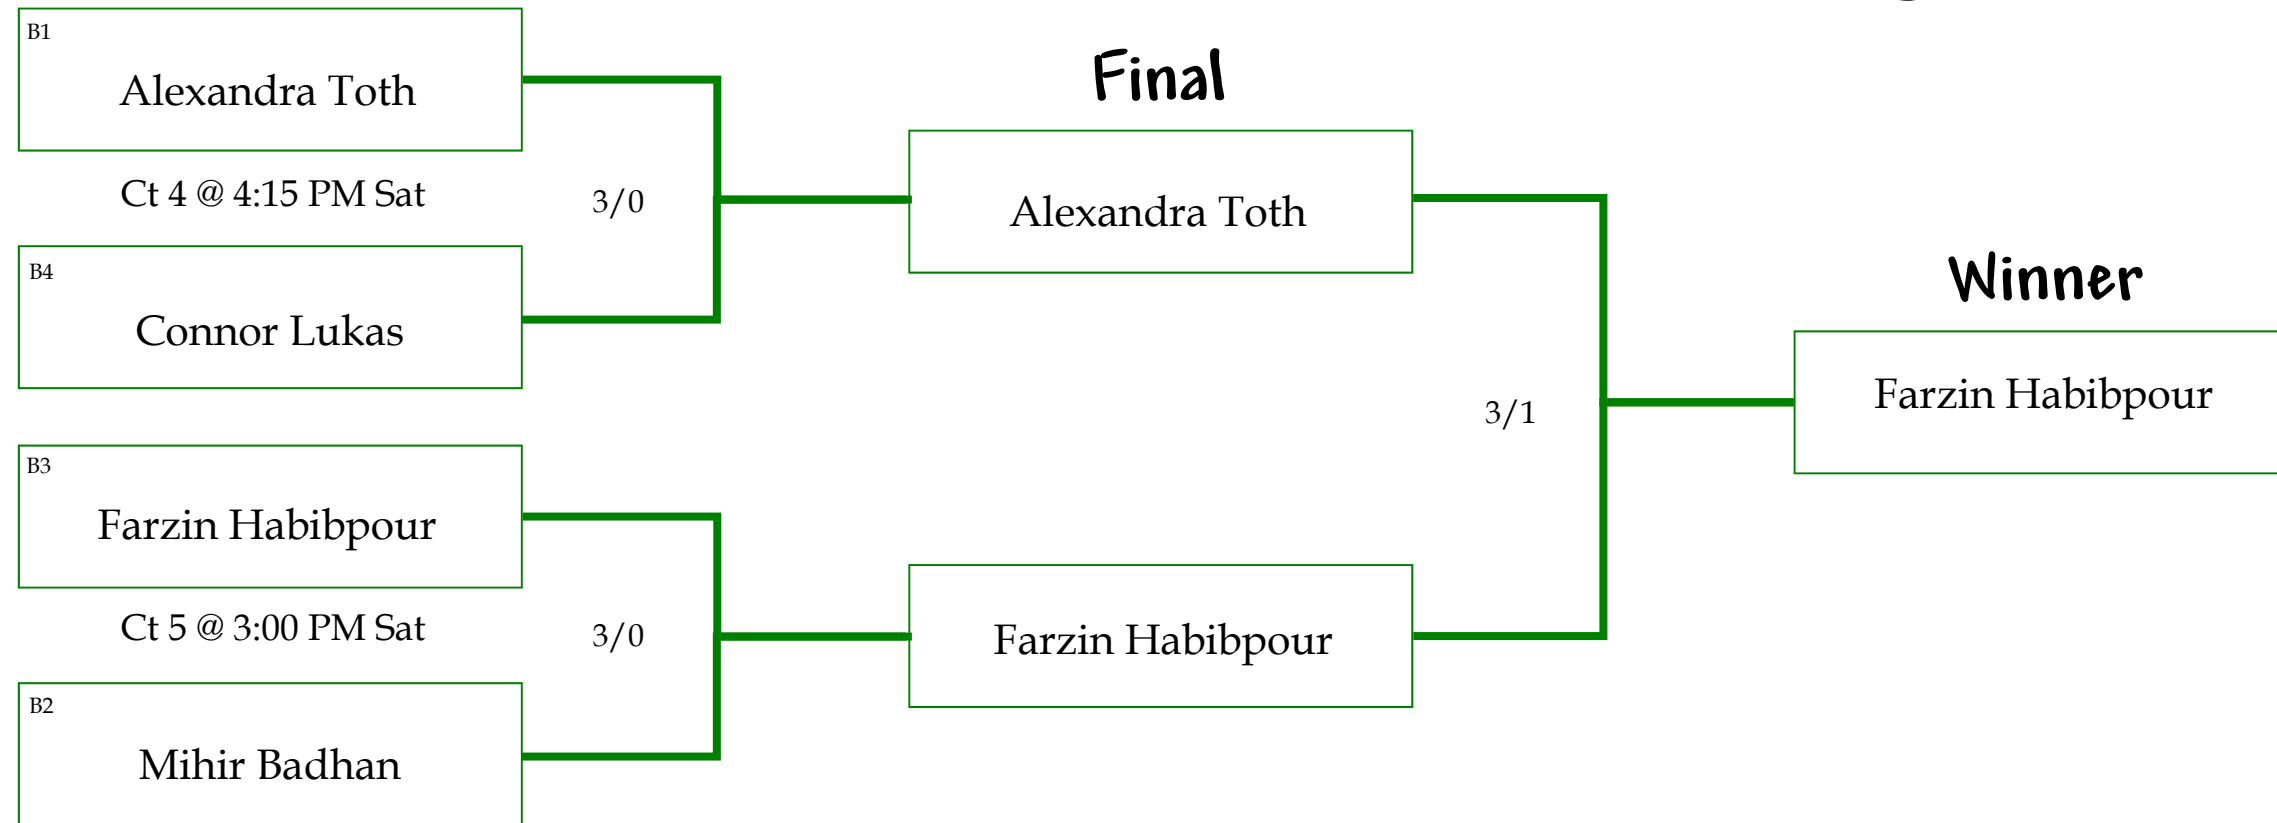 B1
Alexandra Toth
Ct 4 @ 4:15 PM Sat
3/0
B4
Connor Lukas
B3
Farzin Habibpour
Ct 5 @ 3:00 PM Sat
3/0
B2
Mihir Badhan
Final
Alexandra Toth
3/1
Farzin Habibpour
Winner
Farzin Habibpour